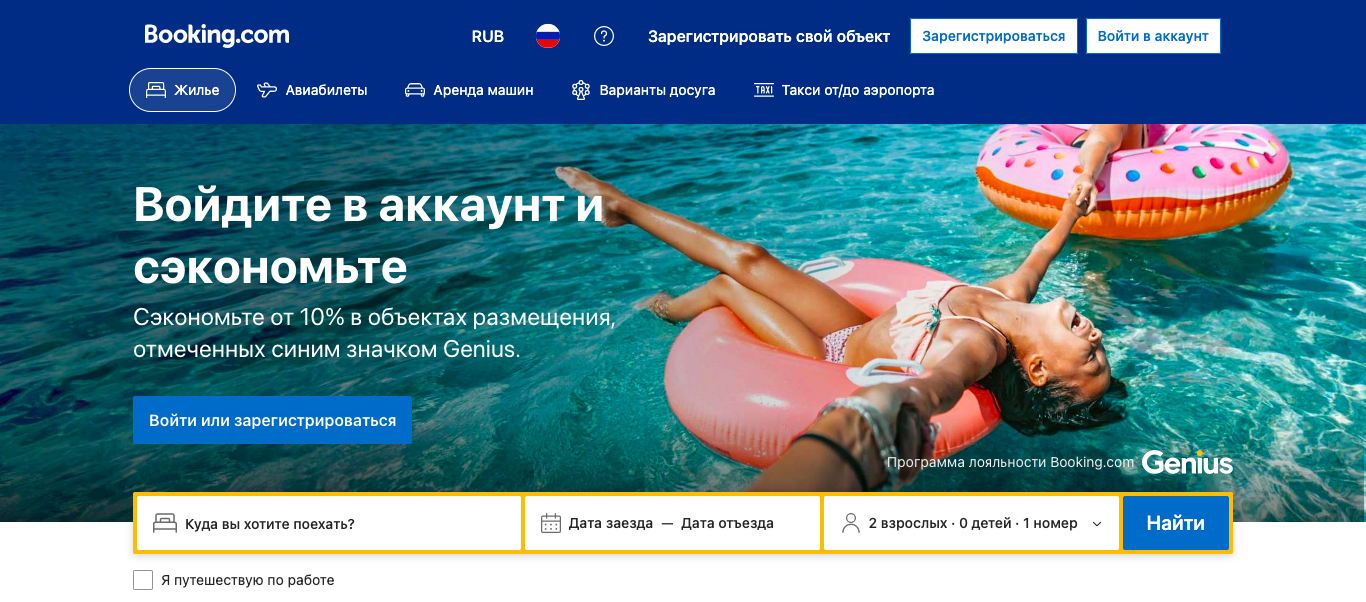 Booking.com
RUB
Зарегистрировать свой объект
Зарегистрироваться
Войти в аккаунт
Жилье
Авиабилеты
Аренда машин
Варианты досуга
TAXI
Такси от/до аэропорта
Войдите в аккаунт и
сэкономьте
Сэкономьте от 10% в объектах размещения,
отмеченных синим значком Genius.
Войти или зарегистрироваться
Программа лояльности Booking.com Genius
Куда вы хотите поехать?
Дата заезда — Дата отъезда
2 взрослых · 0 детей · 1 номер
Найти
Я путешествую по работе